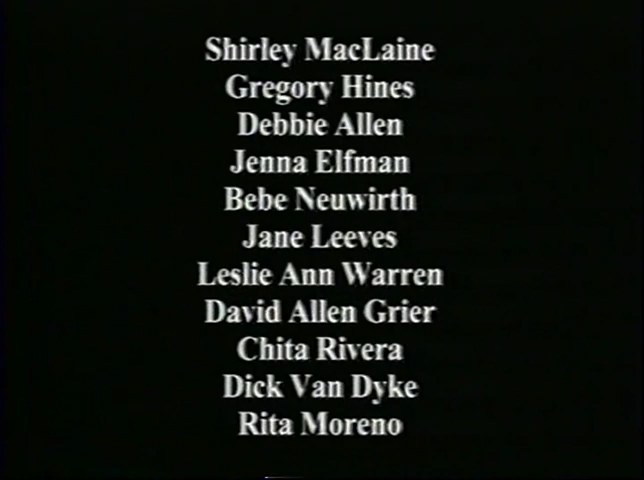 Shirley MacLaine
Gregory Hines
Debbie Allen
Jenna Elfman
Bebe Neuwirth
Jane Leeves
Leslie Ann Warren
David Allen Grier
Chita Rivera
Dick Van Dyke
Rita Moreno